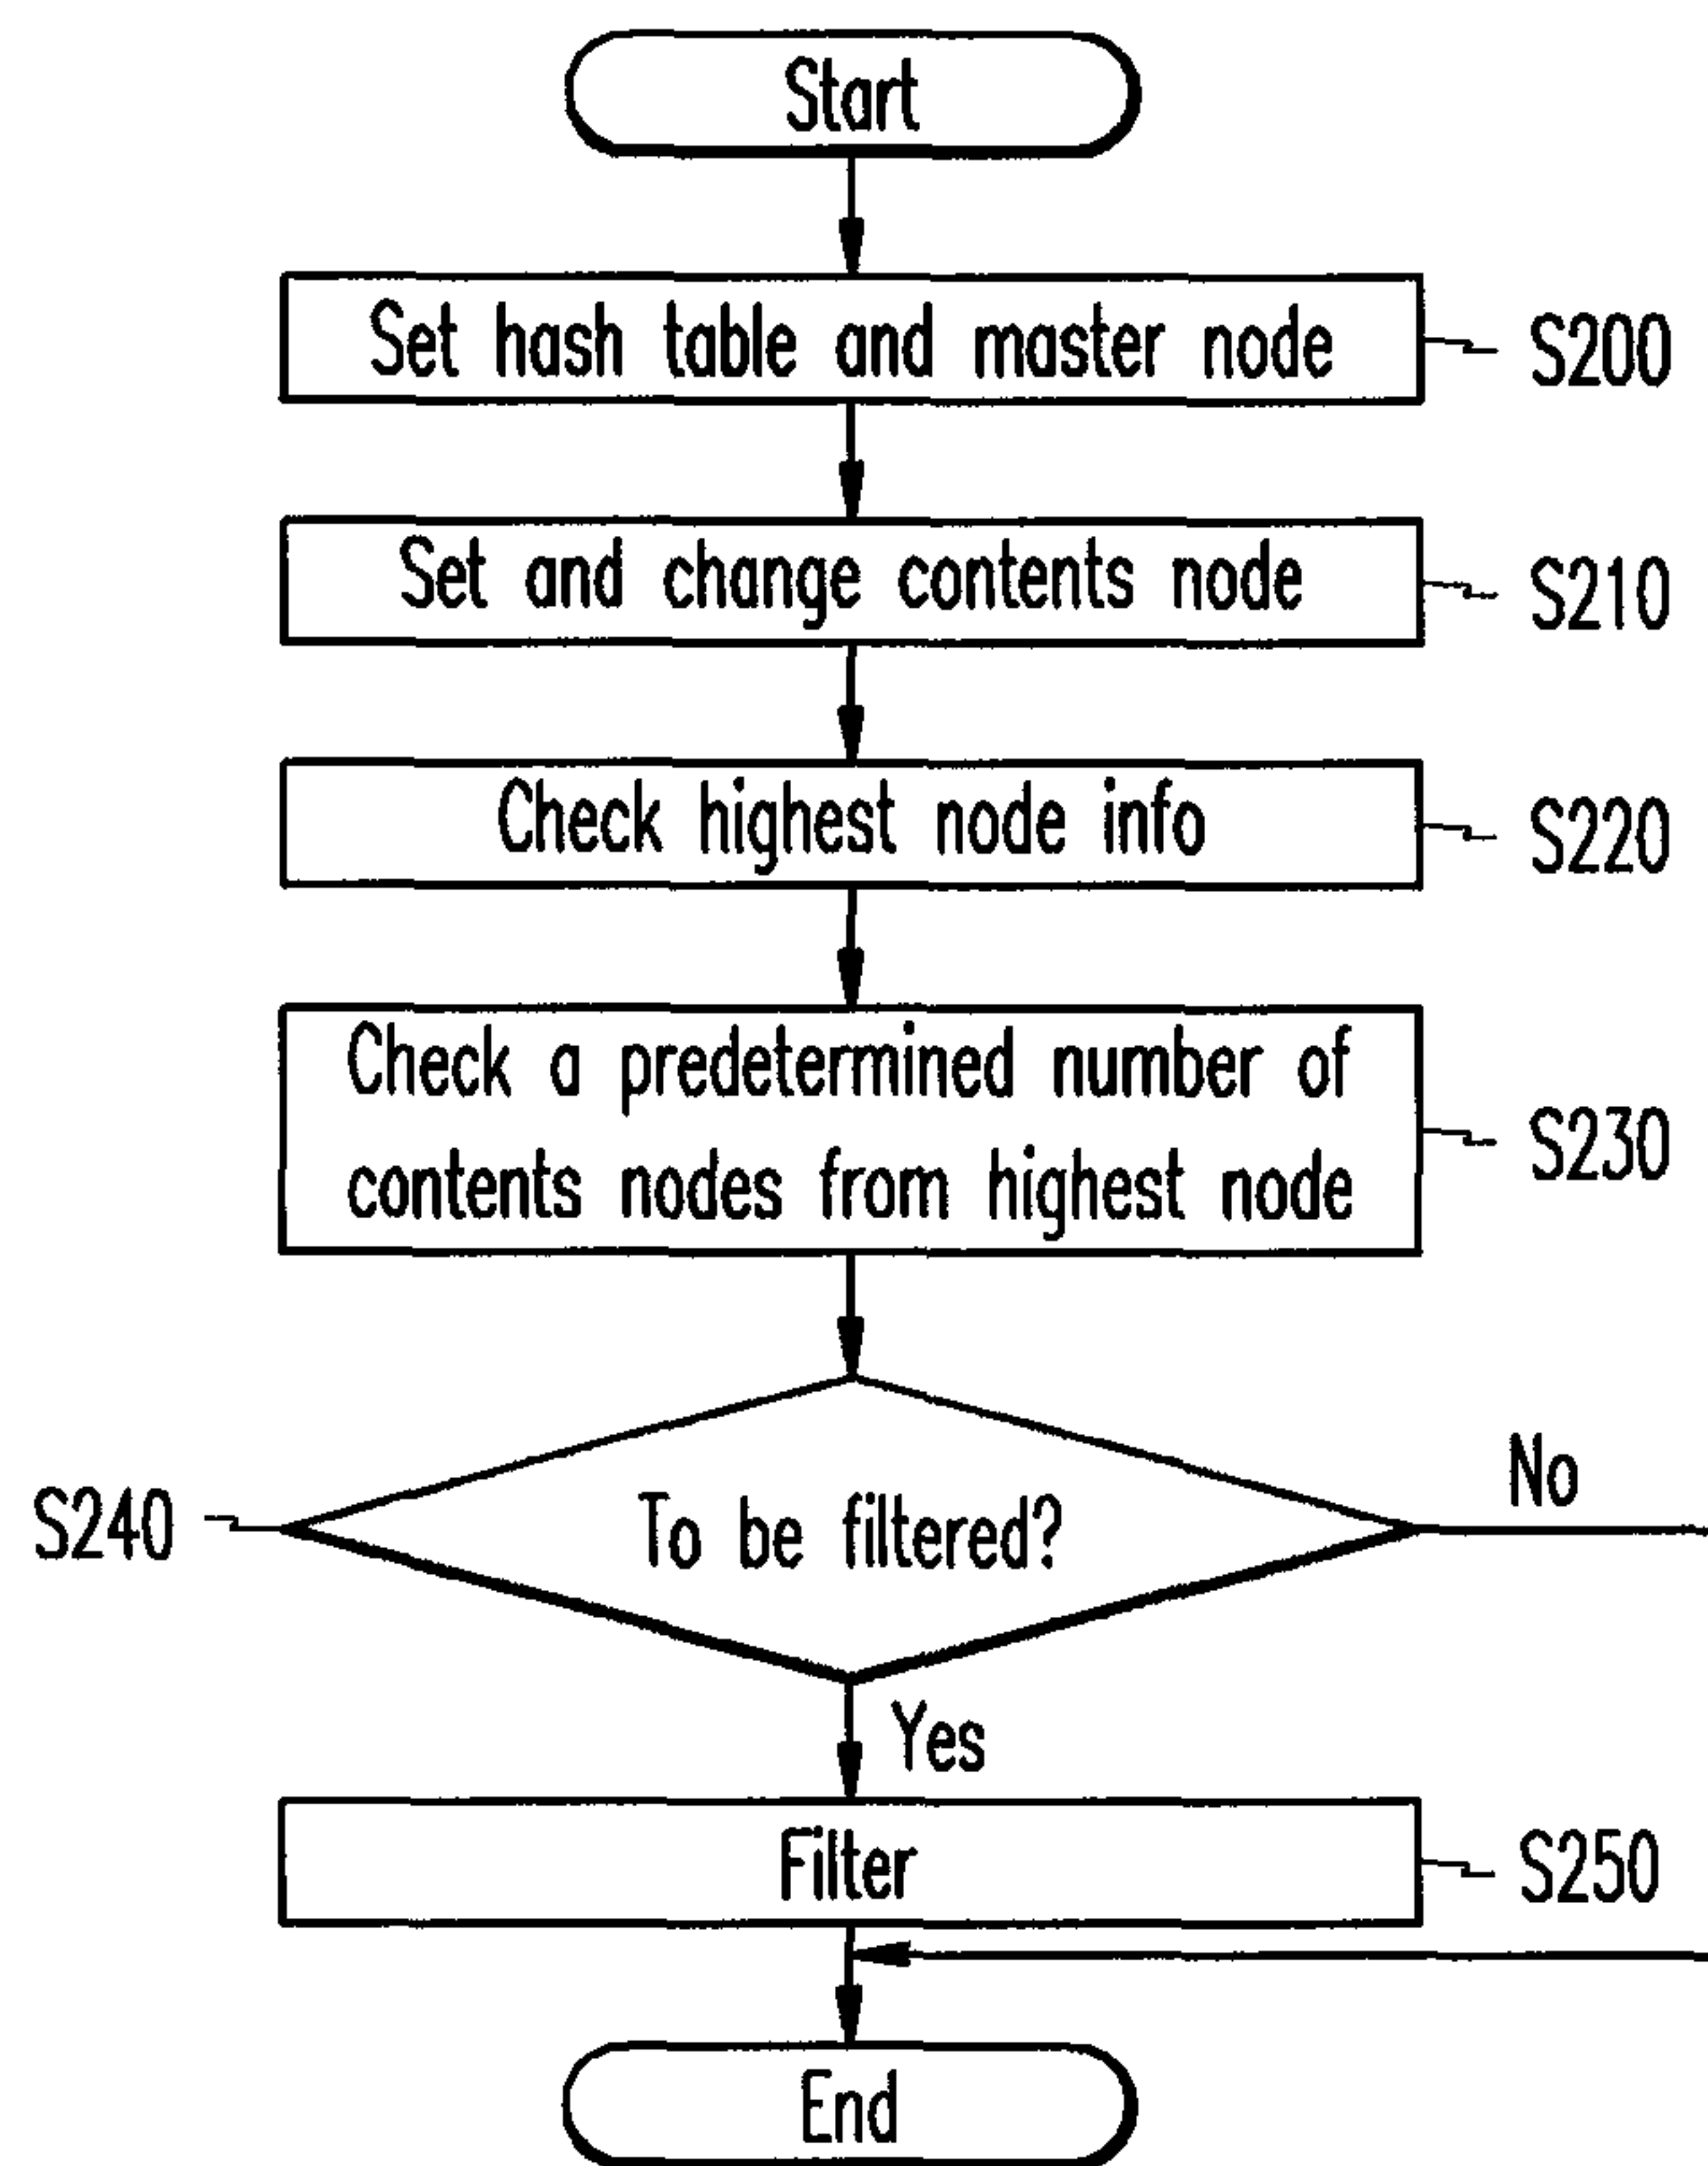 Start
Set hash table and master node
S200
Set and change contents node
S210
Check highest node info
S220
Check a predetermined number of
contents nodes from highest node
S230
S240
To be filtered?
No
Yes
Filter
S250
End